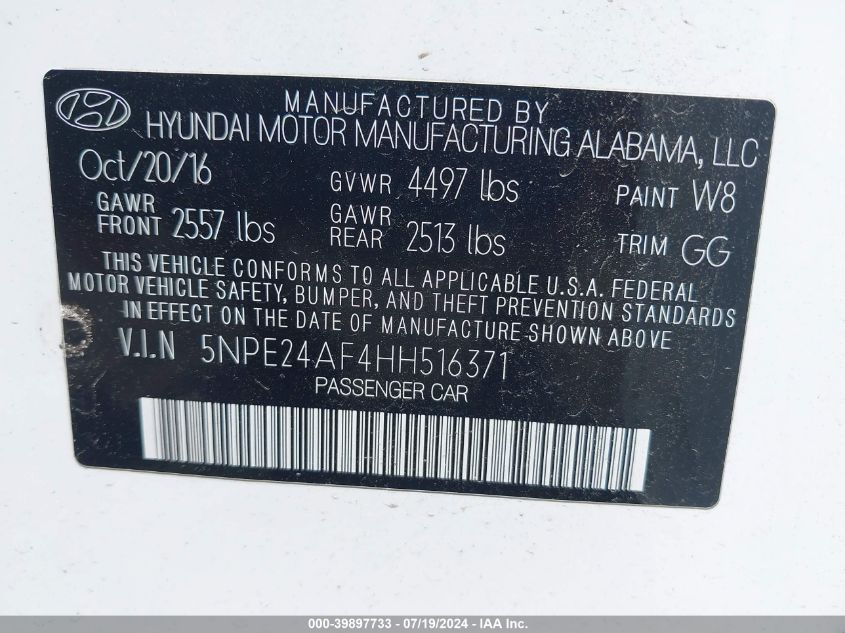 MANUFACTURED BY
HYUNDAI MOTOR MANUFACTURING ALABAMA, LLC
Oct/20/16 GVWR 4497 lbs PAINT W8
GAWR FRONT 2557 lbs GAWR REAR 2513 lbs TRIM GG
THIS VEHICLE CONFORMS TO ALL APPLICABLE U.S.A. FEDERAL
MOTOR VEHICLE SAFETY, BUMPER, AND THEFT PREVENTION STANDARDS
IN EFFECT ON THE DATE OF MANUFACTURE SHOWN ABOVE
V.I.N 5NPE24AF4HH516371
PASSENGER CAR
000-39897733 - 07/19/2024 - IAA Inc.